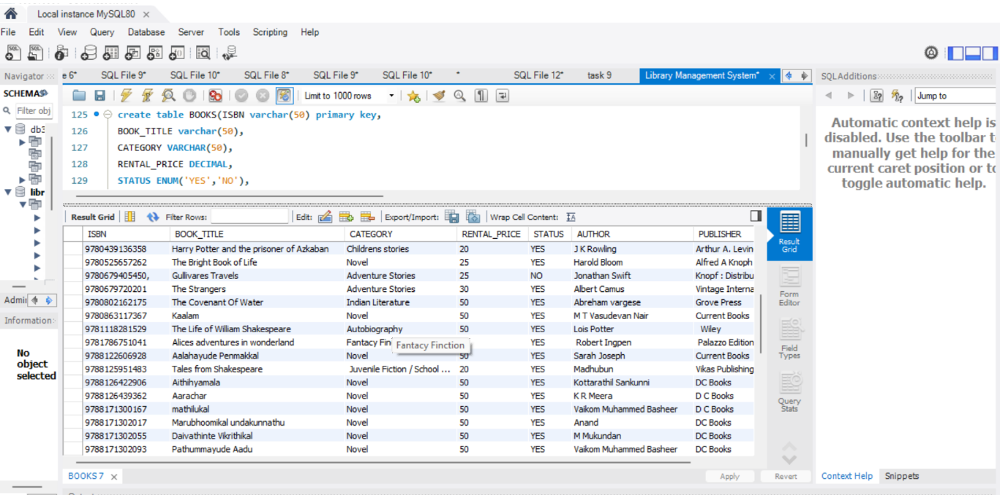 Local instance MySQL80 ×
File Edit View Query Database Server Tools Scripting Help
Navigator e 6* SQL File 9* SQL File 10* SQL File 8* SQL File 9* SQL File 10* * SQL File 12* task 9 Library Management System* × SQLAdditions
SCHEMAS Limit to 1000 rows Jump to
Filter obj
125 create table BOOKS(ISBN varchar(50) primary key,
126 BOOK_TITLE varchar(50),
127 CATEGORY VARCHAR(50),
128 RENTAL_PRICE DECIMAL,
129 STATUS ENUM('YES','NO'),
db3
libr
Automatic context help is
disabled. Use the toolbar t
manually get help for the
current caret position or to
toggle automatic help.
Result Grid Filter Rows: Edit: Export/Import: Wrap Cell Content:
ISBN BOOK_TITLE CATEGORY RENTAL_PRICE STATUS AUTHOR PUBLISHER
9780439136358 Harry Potter and the prisoner of Azkaban Childrens stories 20 YES J K Rowling Arthur A. Levin
9780525657262 The Bright Book of Life Novel 25 YES Harold Bloom Alfred A Knoph
9780679405450, Gullivares Travels Adventure Stories 25 NO Jonathan Swift Knopf : Distribu
9780679720201 The Strangers Adventure Stories 30 YES Albert Camus Vintage Interna
9780802162175 The Covenant Of Water Indian Literature 50 YES Abreham vargese Grove Press
9780863117367 Kaalam Novel 50 YES M T Vasudevan Nair Current Books
9781118281529 The Life of William Shakespeare Autobiography 50 YES Lois Potter Wiley
9781786751041 Alices adventures in wonderland Fantacy Fin YES Robert Ingpen Palazzo Edition
Fantacy Finction
9788122606928 Aalahayude Penmakkal Novel 50 YES Sarah Joseph Current Books
9788125951483 Tales from Shakespeare Juvenile Fiction / School ... 20 YES Madhubun Vikas Publishing
9788126422906 Aithihyamala Novel 50 YES Kottarathil Sankunni DC Books
9788126439362 Aarachar Novel 50 YES K R Meera D C Books
9788171300167 mathilukal Novel 50 YES Vaikom Muhammed Basheer D C Books
9788171302017 Marubhoomikal undakunnathu Novel 50 YES Anand DC Books
9788171302055 Daivathinte Vikrithikal Novel 50 YES M Mukundan DC Books
9788171302093 Pathummayude Aadu Novel 50 YES Vaikom Muhammed Basheer DC Books
Result
Grid
Form
Editor
Field
Types
Query
Stats
Admii
Information
No
object
selected
BOOKS 7 × Apply Revert Context Help Snippets